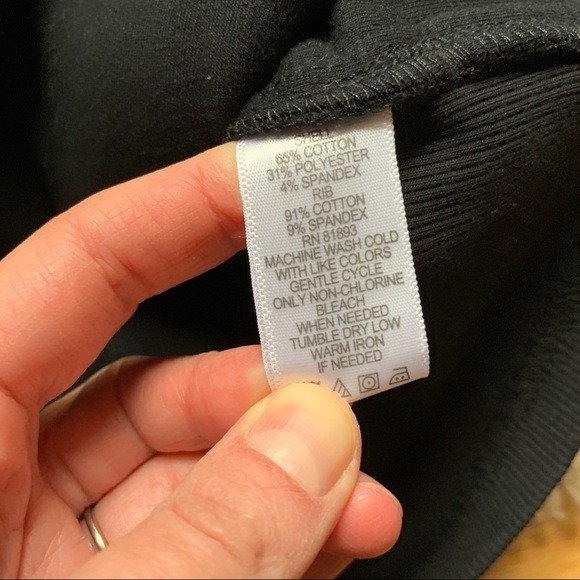 SHELL
65% COTTON
31% POLYESTER
4% SPANDEX
RIB
91% COTTON
9% SPANDEX
RN 81893
MACHINE WASH COLD
WITH LIKE COLORS
GENTLE CYCLE
ONLY NON-CHLORINE
BLEACH
WHEN NEEDED
TUMBLE DRY LOW
WARM IRON
IF NEEDED